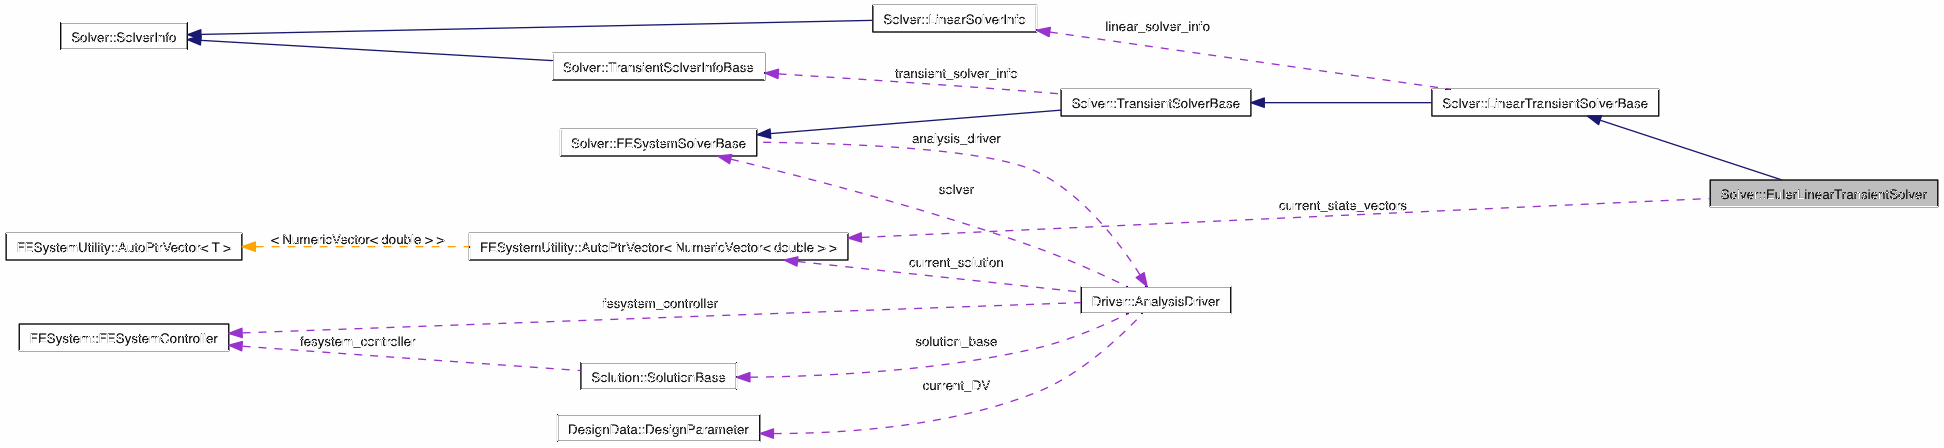 Solver::LinearSolverInfo
linear_solver_info
Solver::SolverInfo
Solver::TransientSolverInfoBase
transient_solver_info
Solver::TransientSolverBase
Solver::LinearTransientSolverBase
Solver::FESystemSolverBase
analysis_driver
solver
Solver::EulerLinearTransientSolver
current_state_vectors
FESystemUtility::AutoPtrVector< T >
< NumericVector< double > >
FESystemUtility::AutoPtrVector< NumericVector< double > >
current_solution
Driver::AnalysisDriver
fesystem_controller
FESystem::FESystemController
fesystem_controller
solution_base
Solution::SolutionBase
current_DV
DesignData::DesignParameter